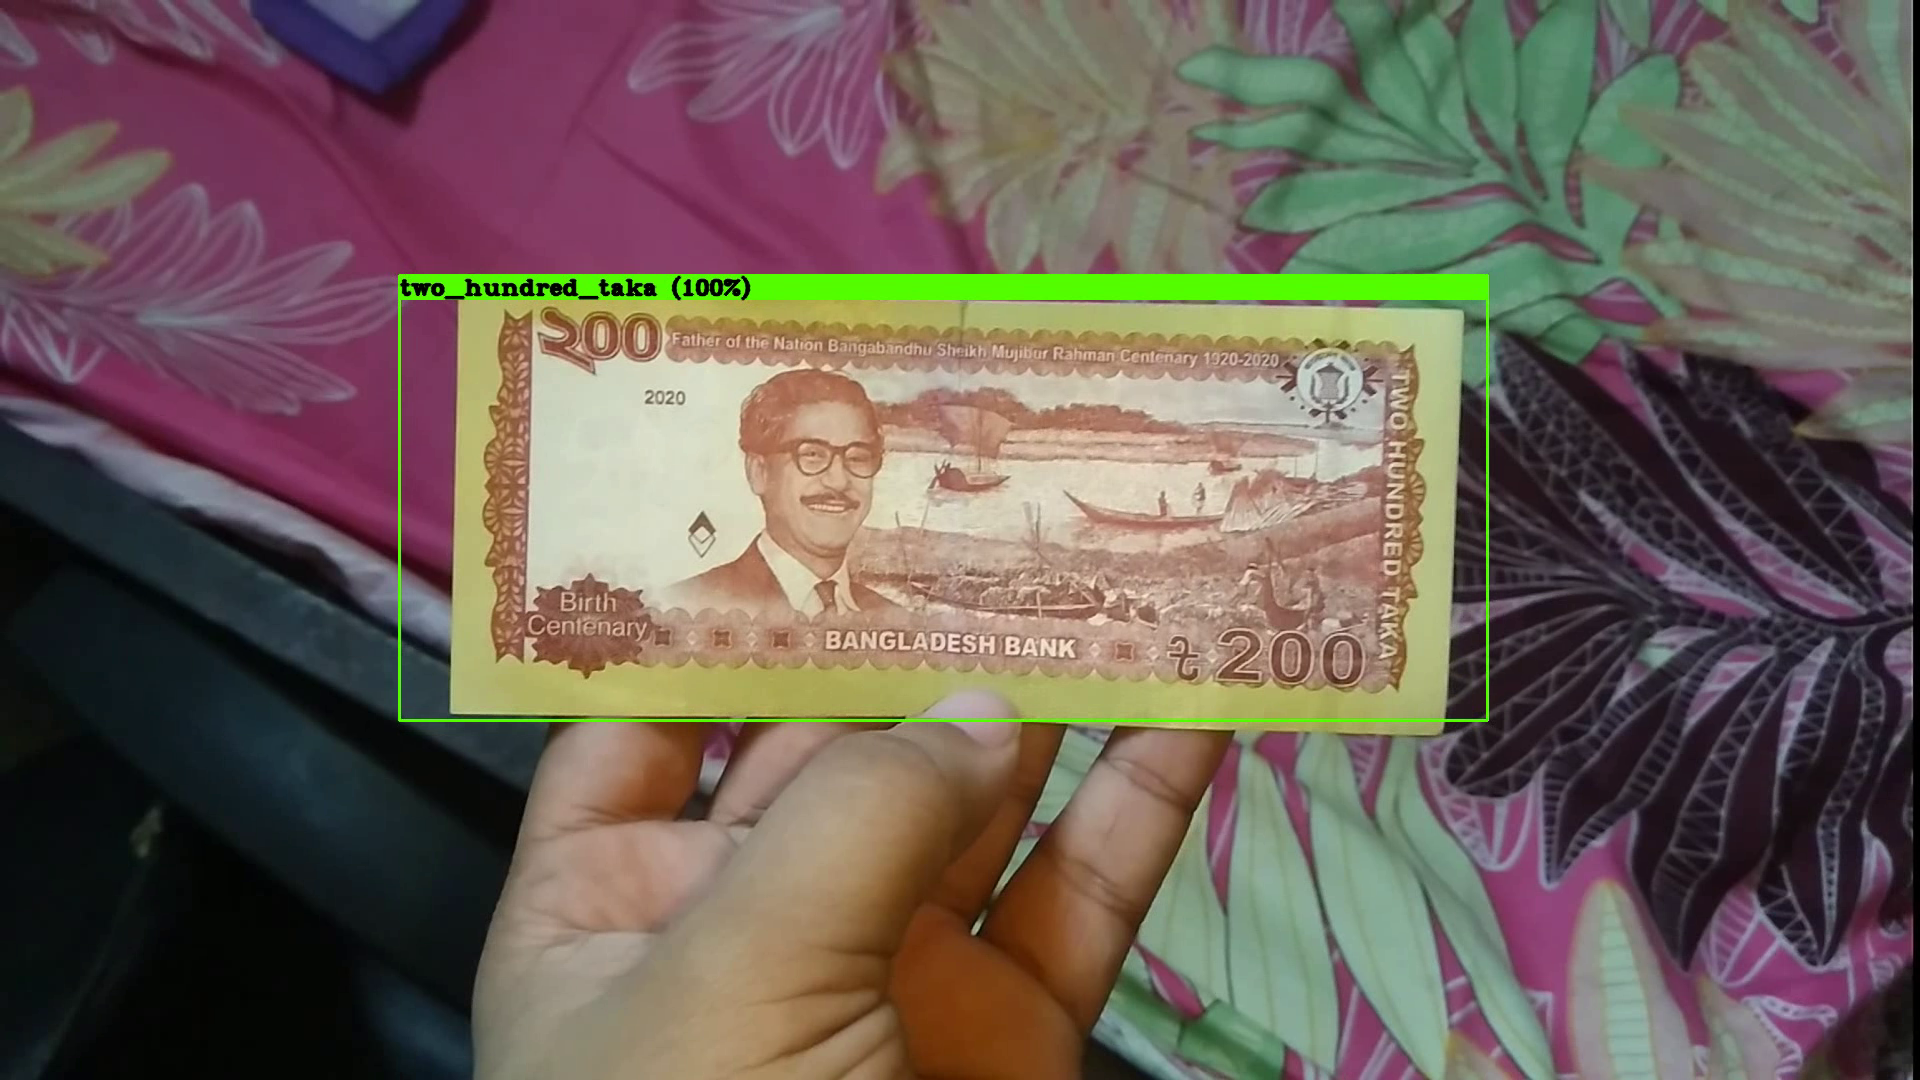 two_hundred_taka (100%)
২00
Father of the Nation Bangabandhu Sheikh Mujibur Rahman Centenary 1920-2020
2020
TWO HUNDRED TAKA
Birth
Centenary
BANGLADESH BANK
৳200